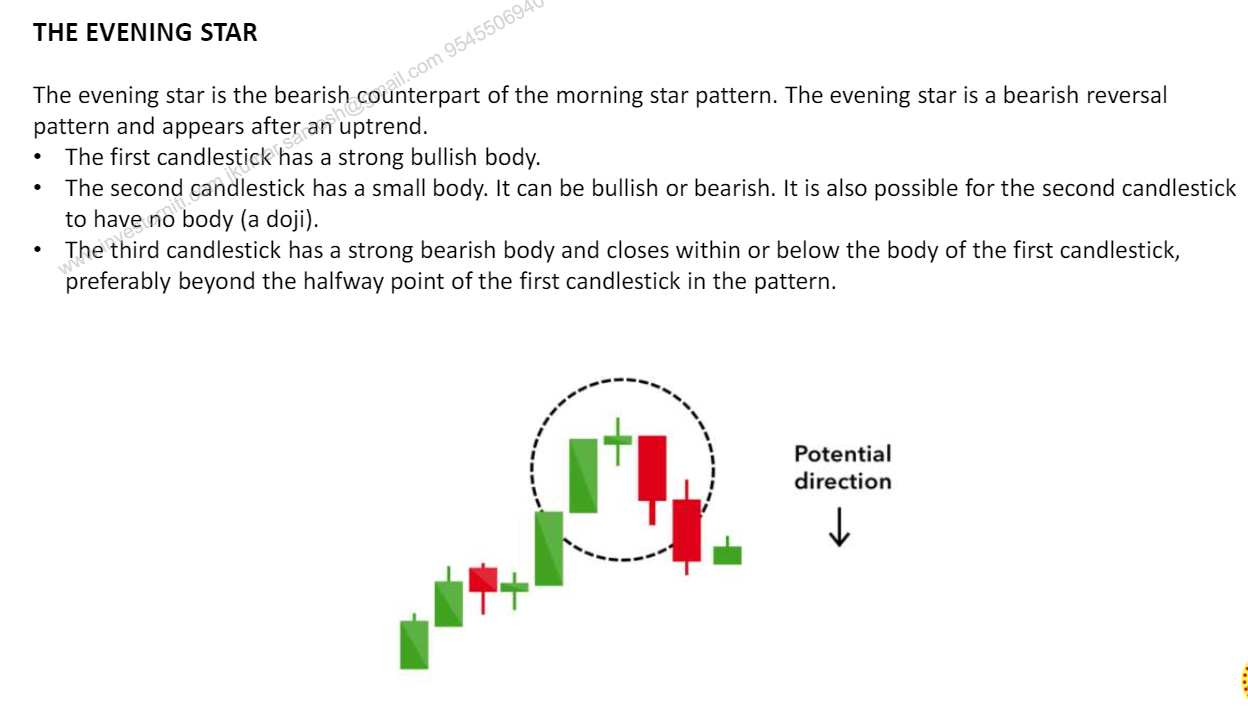 THE EVENING STAR
The evening star is the bearish counterpart of the morning star pattern. The evening star is a bearish reversal
pattern and appears after an uptrend.
• The first candlestick has a strong bullish body.
• The second candlestick has a small body. It can be bullish or bearish. It is also possible for the second candlestick
to have no body (a doji).
• The third candlestick has a strong bearish body and closes within or below the body of the first candlestick,
preferably beyond the halfway point of the first candlestick in the pattern.
Potential
direction